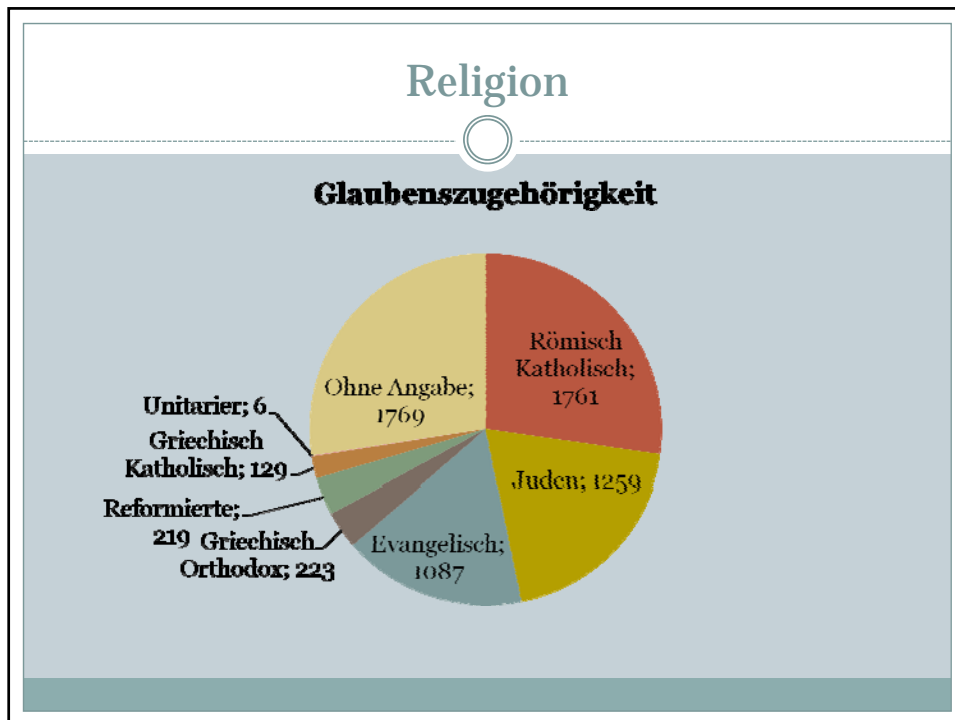 Religion
Glaubenszugehörigkeit
Römisch
Katholisch;
1761
Juden; 1259
Evangelisch;
1087
Griechisch
Orthodox; 223
Reformierte;
219
Griechisch
Katholisch; 129
Unitarier; 6
Ohne Angabe;
1769